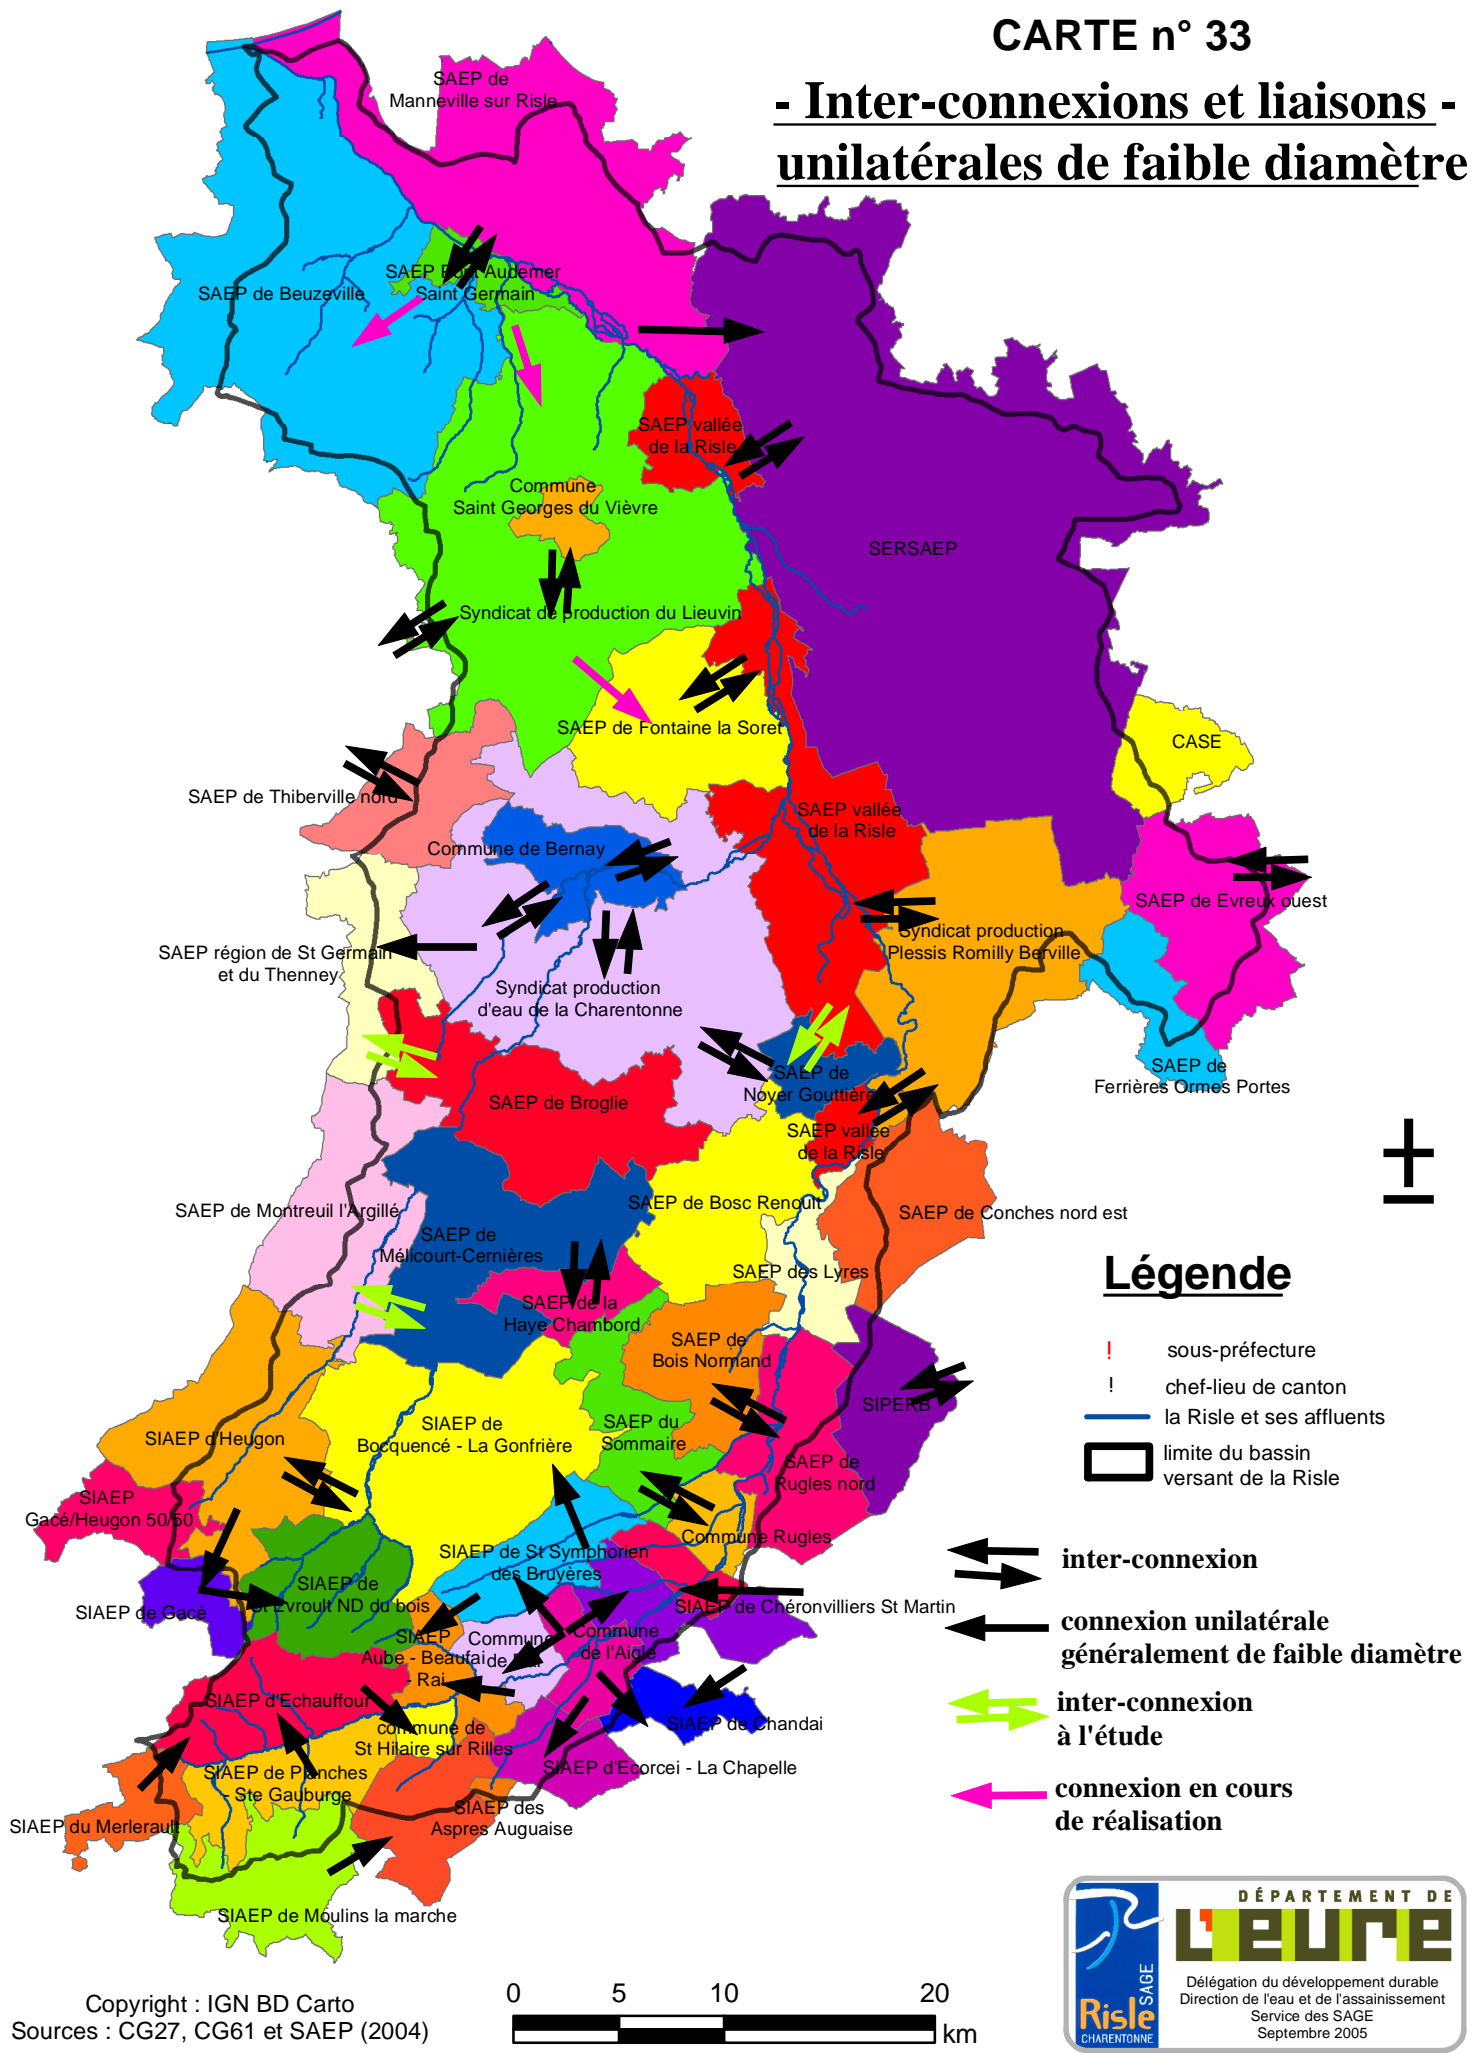 CARTE n° 33
- Inter-connexions et liaisons -
unilatérales de faible diamètre
SAEP de
Manneville sur Risle
SAEP Pont Audemer
Saint Germain
SAEP de Beuzeville
SAEP vallée
de la Risle
Commune
Saint Georges du Vièvre
SERSAEP
Syndicat de production du Lieuvin
SAEP de Fontaine la Soret
CASE
SAEP de Thiberville nord
SAEP vallée
de la Risle
Commune de Bernay
SAEP de Evreux ouest
Syndicat production
Plessis Romilly Berville
SAEP région de St Germain
et du Thenney
Syndicat production
d'eau de la Charentonne
SAEP de
Ferrières Ormes Portes
SAEP de
Noyer Gouttière
SAEP de Broglie
SAEP vallée
de la Risle
SAEP de Bosc Renoult
SAEP de Montreuil l'Argillé
SAEP de Conches nord est
SAEP de
Mélicourt-Cernières
SAEP des Lyres
SAEP de la
Haye Chambord
SAEP de
Bois Normand
SIPERB
SIAEP de
Bocquencé - La Gonfrière
SAEP du
Sommaire
SIAEP d'Heugon
SAEP de
Rugles nord
SIAEP
Gacé/Heugon 50/50
Commune Rugles
SIAEP de St Symphorien
des Bruyères
SIAEP de
St Evroult ND du bois
SIAEP de Gacé
SIAEP de Chéronvilliers St Martin
SIAEP
Aube - Beaufai
- Rai
Commune
de Rai
Commune
de l'Aigle
SIAEP d'Echauffour
SIAEP de Chandai
commune de
St Hilaire sur Rilles
SIAEP d'Ecorcei - La Chapelle
SIAEP de Planches
- Ste Gauburge
SIAEP des
Aspres Auguaise
SIAEP du Merlerault
SIAEP de Moulins la marche
Légende
! sous-préfecture
! chef-lieu de canton
la Risle et ses affluents
limite du bassin
versant de la Risle
inter-connexion
connexion unilatérale
généralement de faible diamètre
inter-connexion
à l'étude
connexion en cours
de réalisation
Copyright : IGN BD Carto
Sources : CG27, CG61 et SAEP (2004)
0 5 10 20
km
SAGE
Risle
CHARENTONNE
DÉPARTEMENT DE
L'EURE
Délégation du développement durable
Direction de l'eau et de l'assainissement
Service des SAGE
Septembre 2005